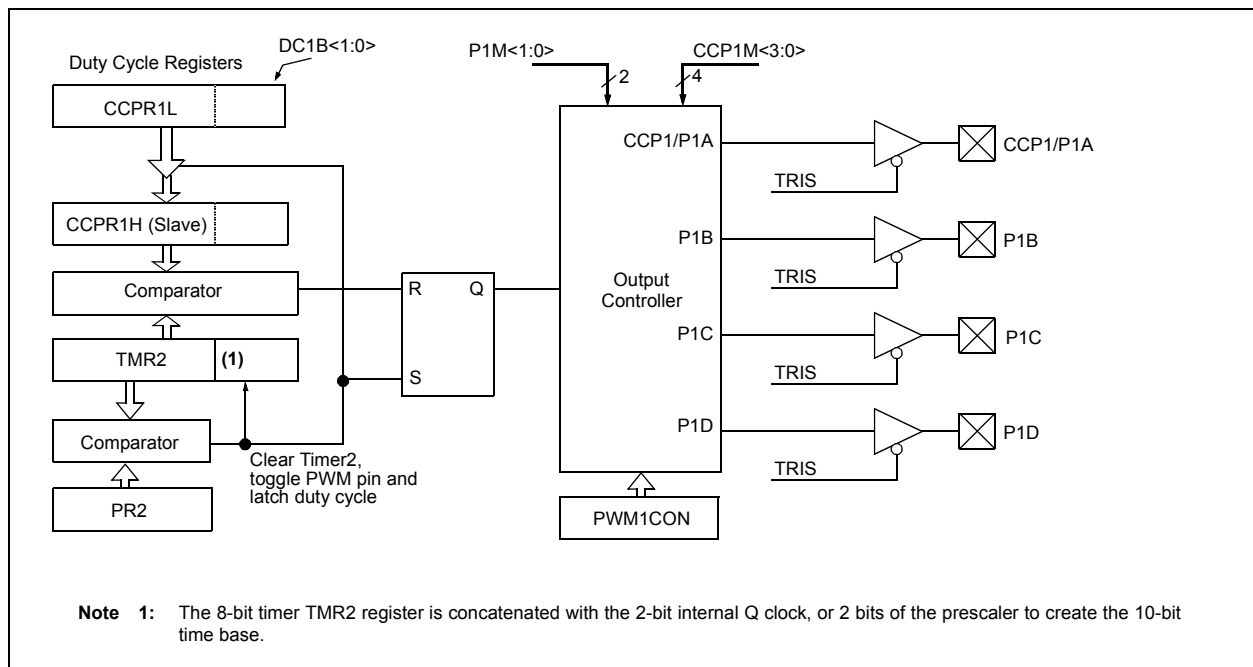 DC1B<1:0>
P1M<1:0>
CCP1M<3:0>
Duty Cycle Registers
2
4
CCPR1L
CCP1/P1A
CCP1/P1A
TRIS
CCPR1H (Slave)
P1B
P1B
Comparator
R
Q
Output
Controller
TRIS
TMR2
(1)
P1C
P1C
S
TRIS
Comparator
P1D
P1D
Clear Timer2,
toggle PWM pin and
latch duty cycle
TRIS
PR2
PWM1CON
Note 1: The 8-bit timer TMR2 register is concatenated with the 2-bit internal Q clock, or 2 bits of the prescaler to create the 10-bit
time base.